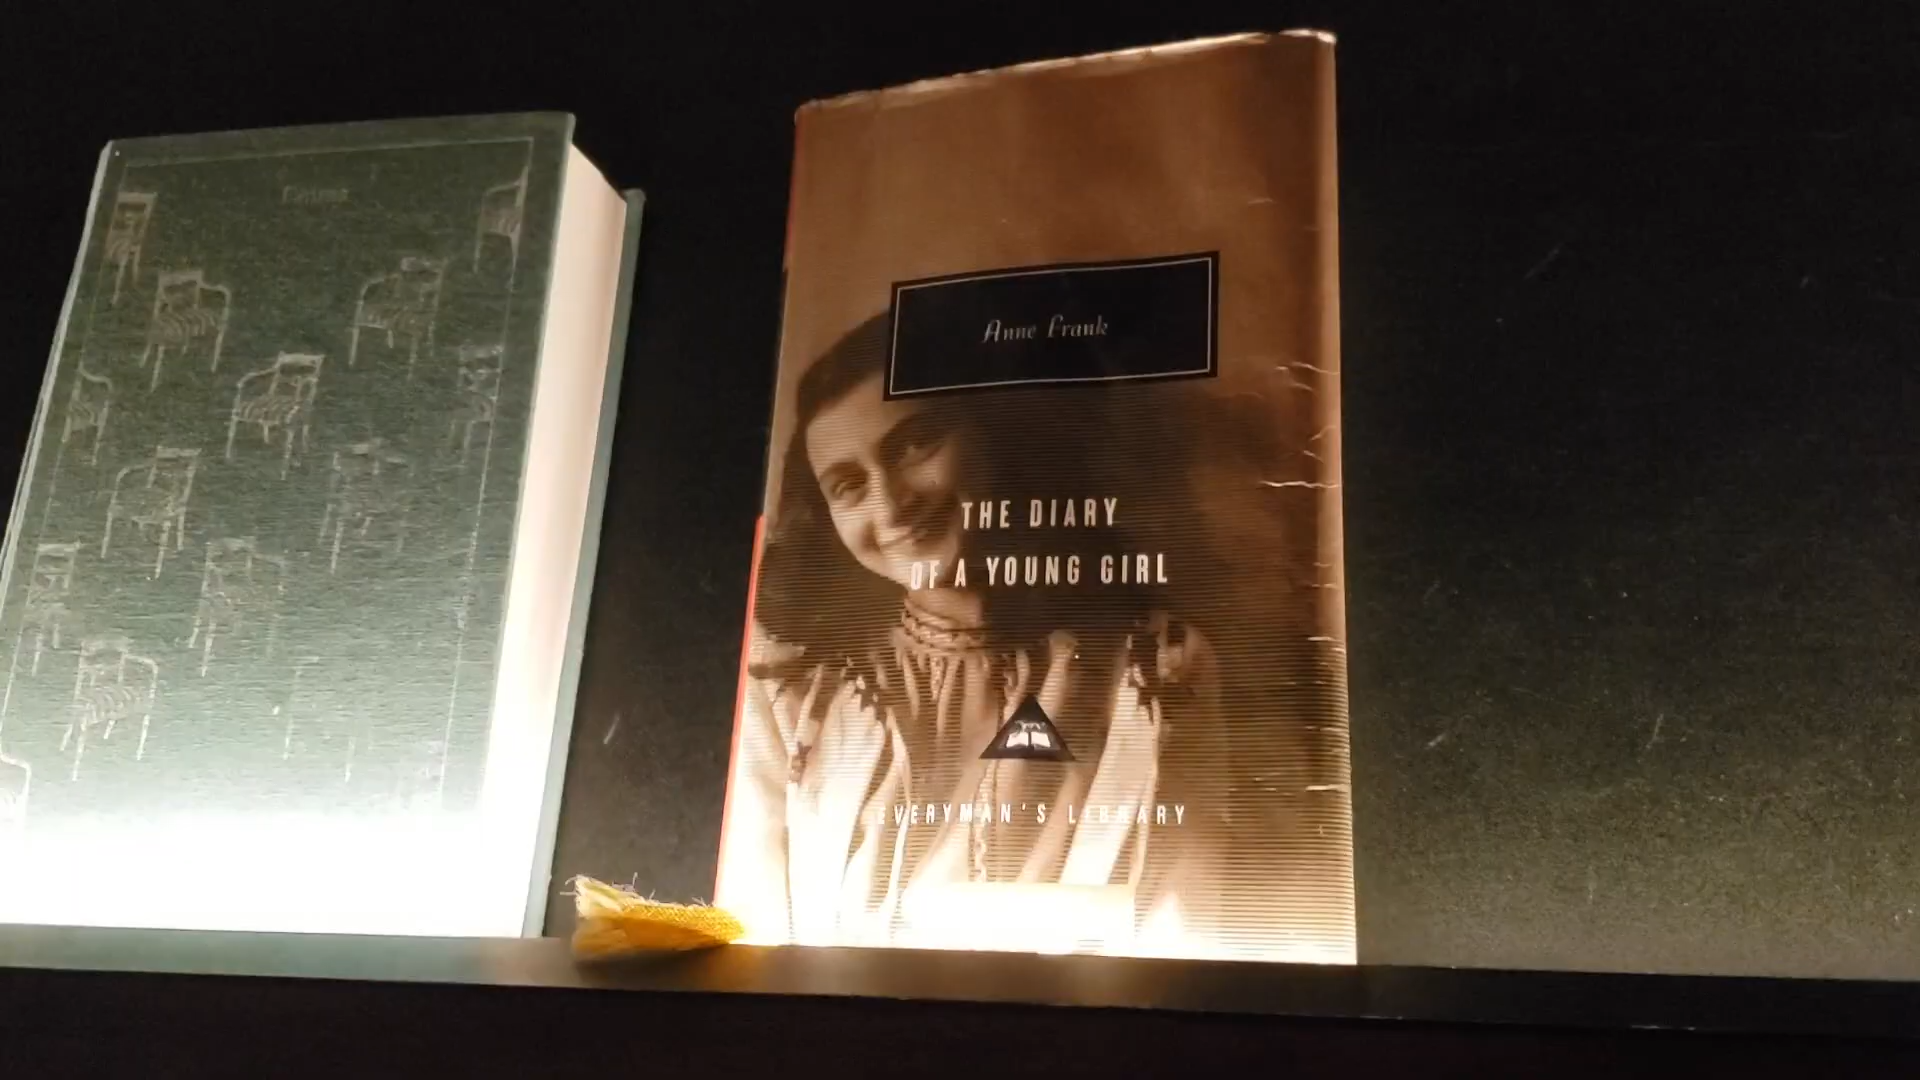 Anne Frank
THE DIARY
OF A YOUNG GIRL
EVERYMAN'S LIBRARY